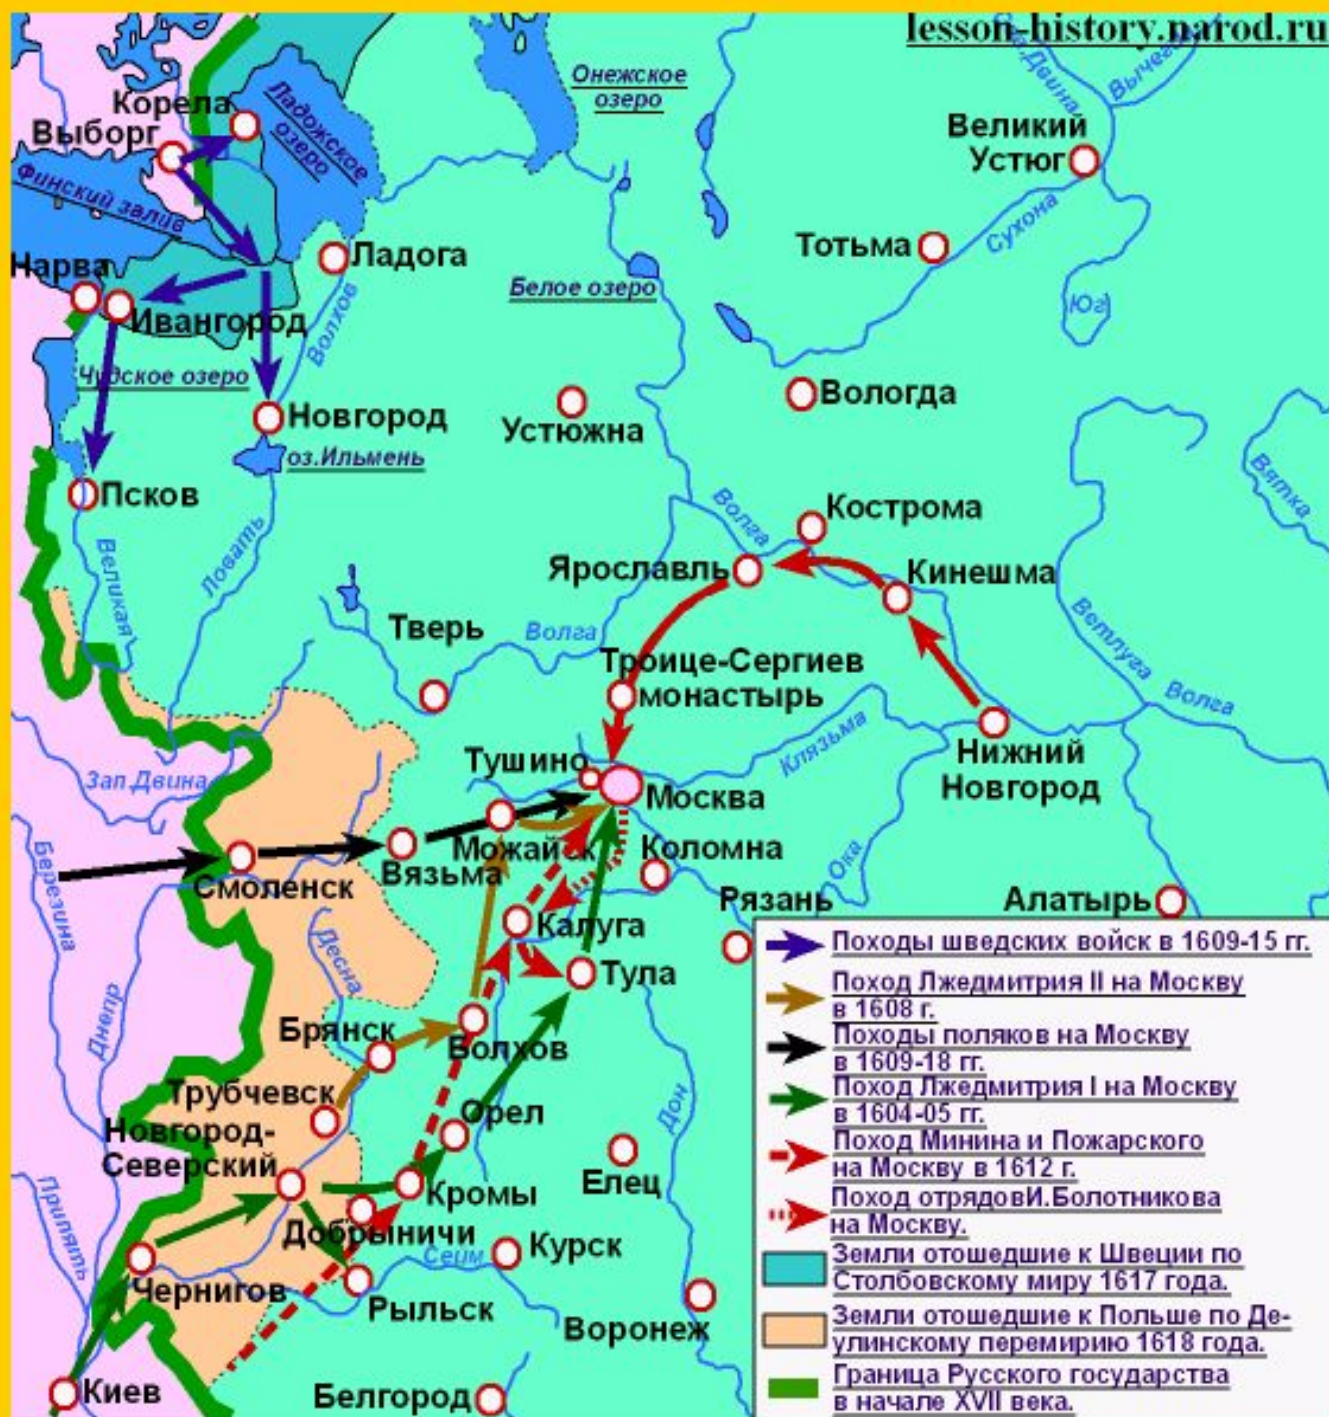 lesson-history.narod.ru
Онежское
озеро
Корела
Выборг
Ладожское
озеро
Финский залив
Великий
Устюг
Сухона
Тотьма
Ладога
Нарва
Белое озеро
Юг
Ивангород
Волхов
Чудское озеро
Новгород
Вологда
Устюжна
оз.Ильмень
Псков
Вятка
Волга
Кострома
Ловать
Великая
Ярославль
Кинешма
Ветлуга
Тверь
Волга
Троице-Сергиев
монастырь
Волга
Клязьма
Нижний
Новгород
Тушино
Зап.Двина
Москва
Березина
Можайск
Коломна
Вязьма
Смоленск
Ока
Рязань
Алатырь
Калуга
Десна
Тула
Днепр
Брянск
Волхов
Трубчевск
Дон
Орел
Новгород-
Северский
Елец
Кромы
Припять
Добрыничи
Сеим
Курск
Чернигов
Рыльск
Воронеж
Киев
Белгород
Походы шведских войск в 1609-15 гг.
Поход Лжедмитрия II на Москву
в 1608 г.
Походы поляков на Москву
в 1609-18 гг.
Поход Лжедмитрия I на Москву
в 1604-05 гг.
Поход Минина и Пожарского
на Москву в 1612 г.
Поход отрядовИ.Болотникова
на Москву.
Земли отошедшие к Швеции по
Столбовскому миру 1617 года.
Земли отошедшие к Польше по Де-
улинскому перемирию 1618 года.
Граница Русского государства
в начале XVII века.